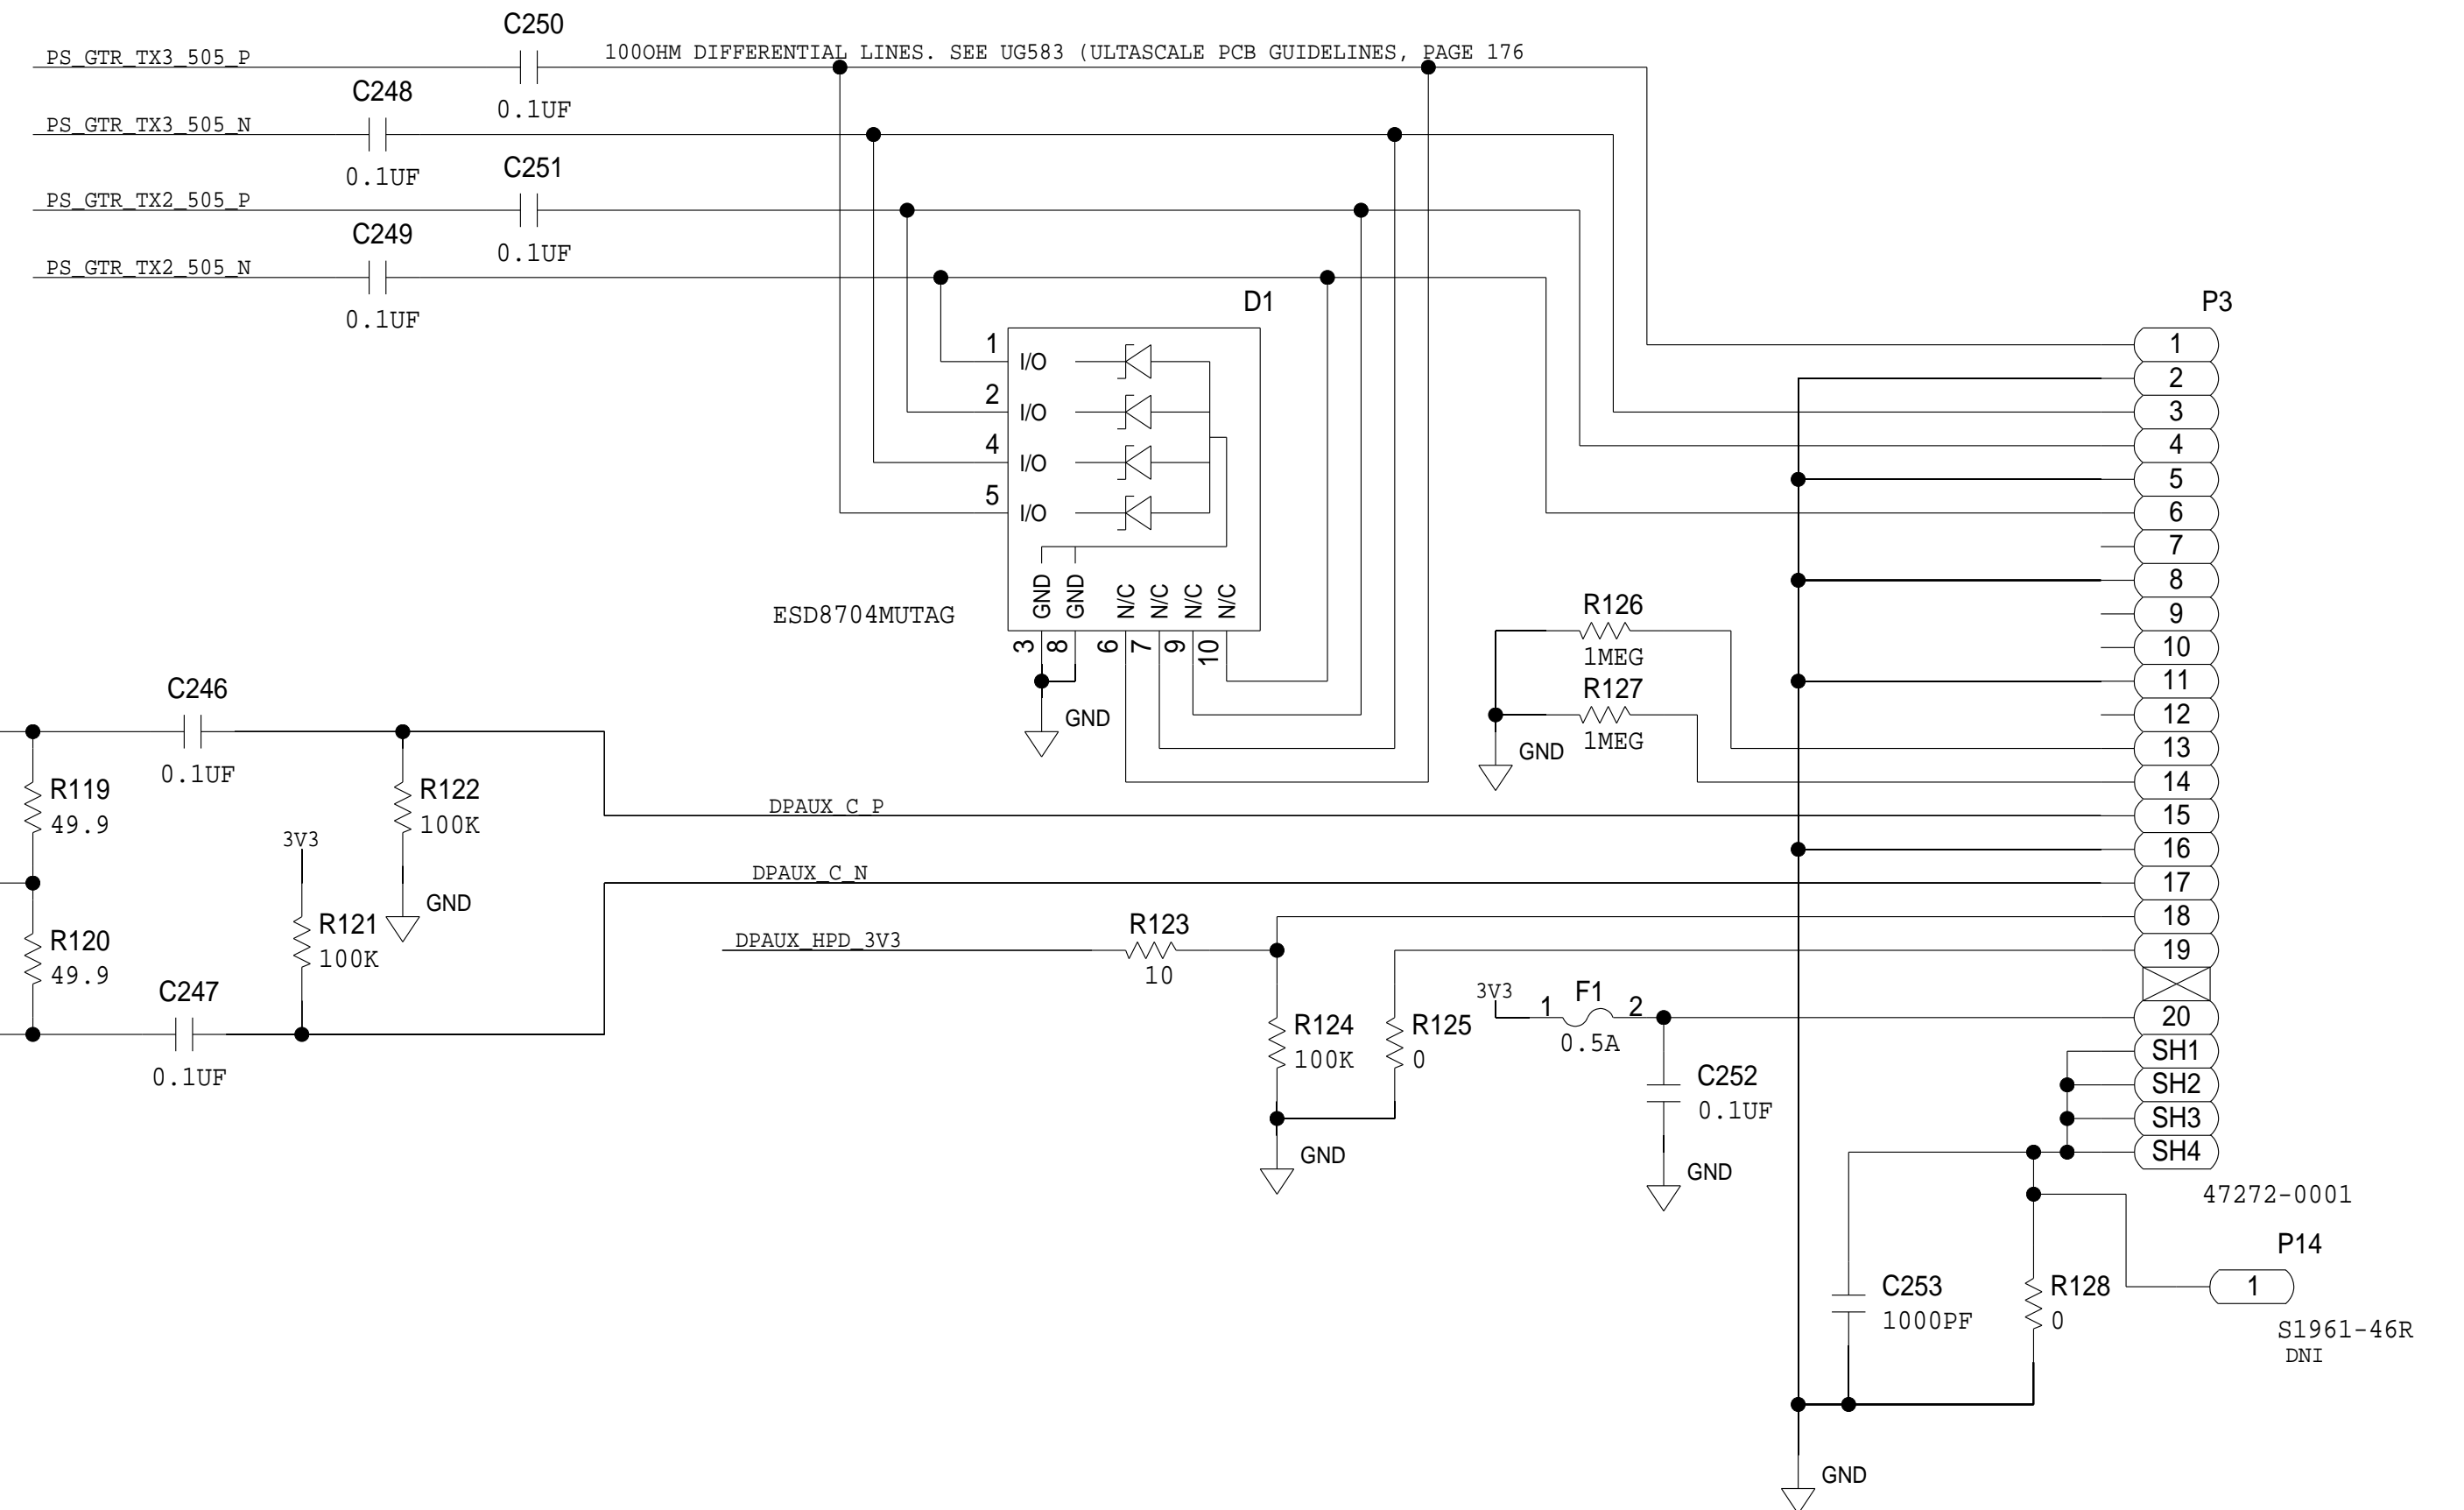 C250
PS_GTR_TX3_505_P
100OHM DIFFERENTIAL LINES. SEE UG583 (ULTASCALE PCB GUIDELINES, PAGE 176
0.1UF
C248
PS_GTR_TX3_505_N
0.1UF
C251
PS_GTR_TX2_505_P
0.1UF
C249
PS_GTR_TX2_505_N
0.1UF
D1
1 I/O
2 I/O
4 I/O
5 I/O
GND GND N/C N/C N/C N/C
3 8 6 7 9 10
ESD8704MUTAG
GND
P3
1
2
3
4
5
6
7
8
9
10
11
12
13
14
15
16
17
18
19
20
SH1
SH2
SH3
SH4
47272-0001
R126
1MEG
R127
1MEG
GND
C246
0.1UF
R119
49.9
R122
100K
GND
3V3
R121
100K
R120
49.9
C247
0.1UF
DPAUX_C_P
DPAUX_C_N
DPAUX_HPD_3V3
R123
10
R124
100K
R125
0
GND
3V3
1 F1 2
0.5A
C252
0.1UF
GND
P14
1
S1961-46R
DNI
C253
1000PF
R128
0
GND